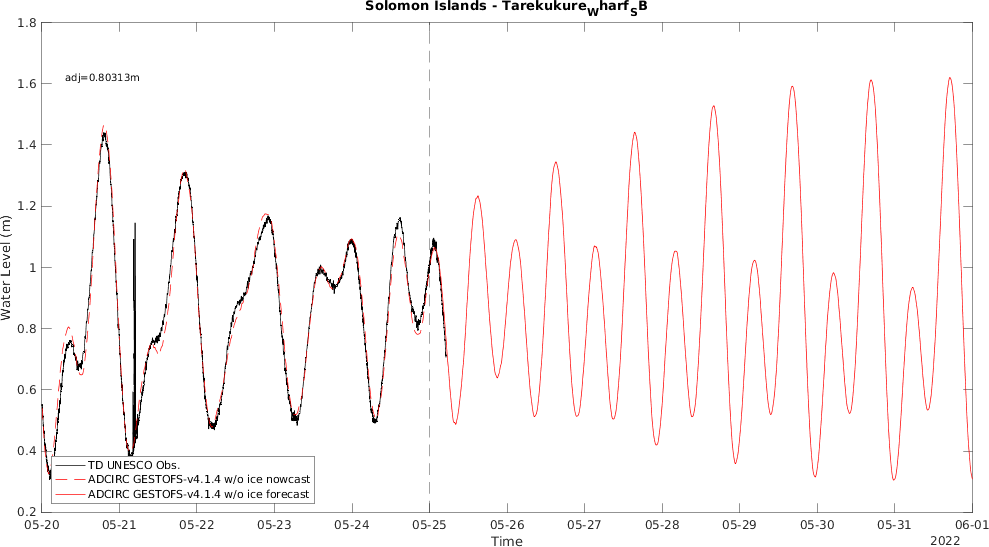 Solomon Islands - Tarekukure_Wharf_SB
1.8
1.6
1.4
1.2
1
0.8
0.6
0.4
0.2
Water Level (m)
adj=0.80313m
TD UNESCO Obs.
ADCIRC GESTOFS-v4.1.4 w/o ice nowcast
ADCIRC GESTOFS-v4.1.4 w/o ice forecast
05-20 05-21 05-22 05-23 05-24 05-25 05-26 05-27 05-28 05-29 05-30 05-31 06-01
Time
2022